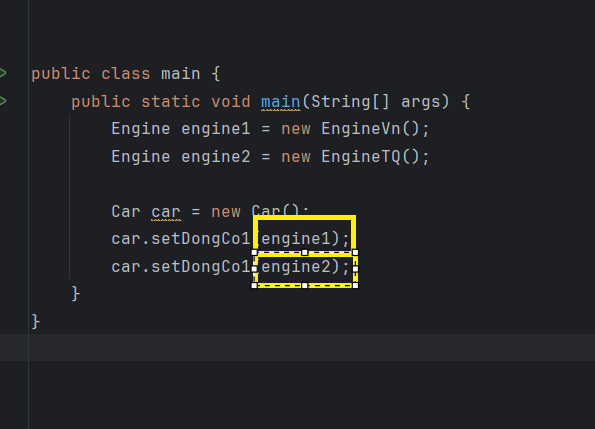 public class main {
public static void main(String[] args) {
Engine engine1 = new EngineVn();
Engine engine2 = new EngineTQ();
Car car = new Car();
car.setDongCo1(engine1);
car.setDongCo1(engine2);
}
}